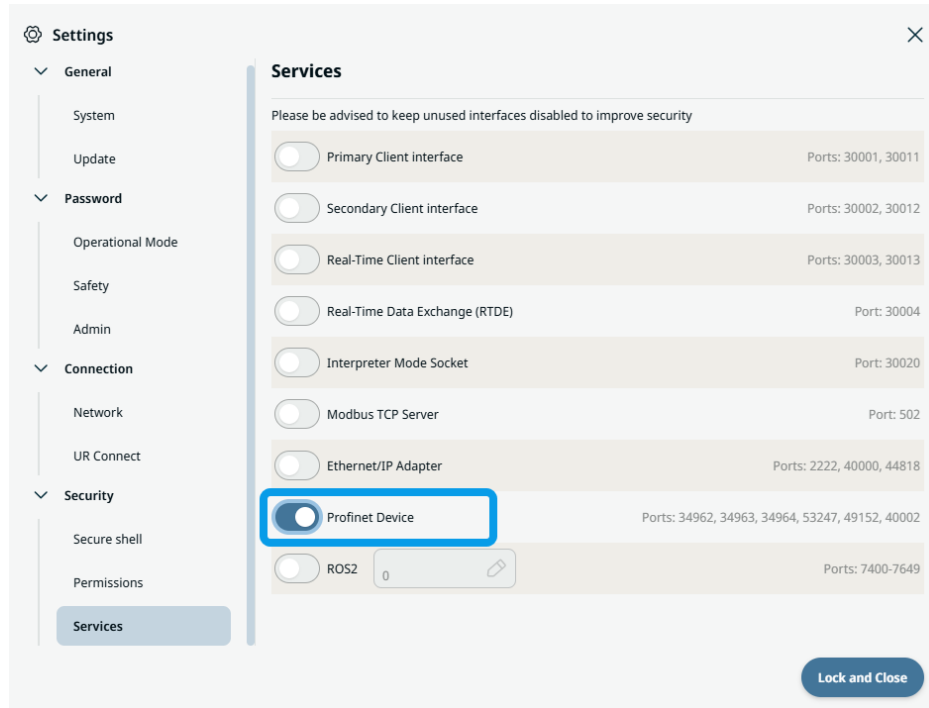 Settings
General
System
Update
Password
Operational Mode
Safety
Admin
Connection
Network
UR Connect
Security
Secure shell
Permissions
Services
Services
Please be advised to keep unused interfaces disabled to improve security
Primary Client interface Ports: 30001, 30011
Secondary Client interface Ports: 30002, 30012
Real-Time Client interface Ports: 30003, 30013
Real-Time Data Exchange (RTDE) Port: 30004
Interpreter Mode Socket Port: 30020
Modbus TCP Server Port: 502
Ethernet/IP Adapter Ports: 2222, 40000, 44818
Profinet Device Ports: 34962, 34963, 34964, 53247, 49152, 40002
ROS2 0 Ports: 7400-7649
Lock and Close